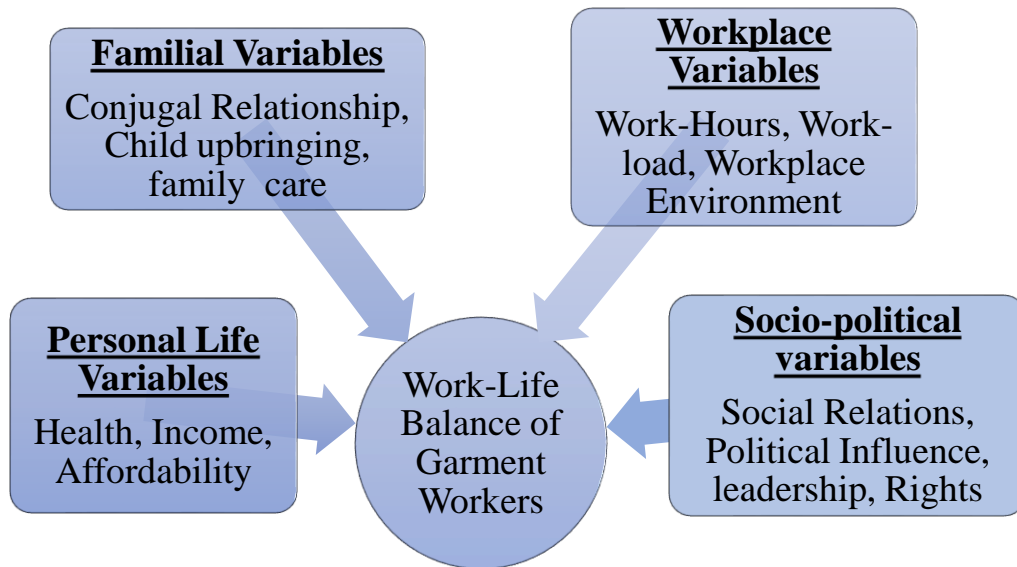 Familial Variables
Conjugal Relationship,
Child upbringing,
family care
Workplace
Variables
Work-Hours, Work-
load, Workplace
Environment
Personal Life
Variables
Health, Income,
Affordability
Work-Life
Balance of
Garment
Workers
Socio-political
variables
Social Relations,
Political Influence,
leadership, Rights